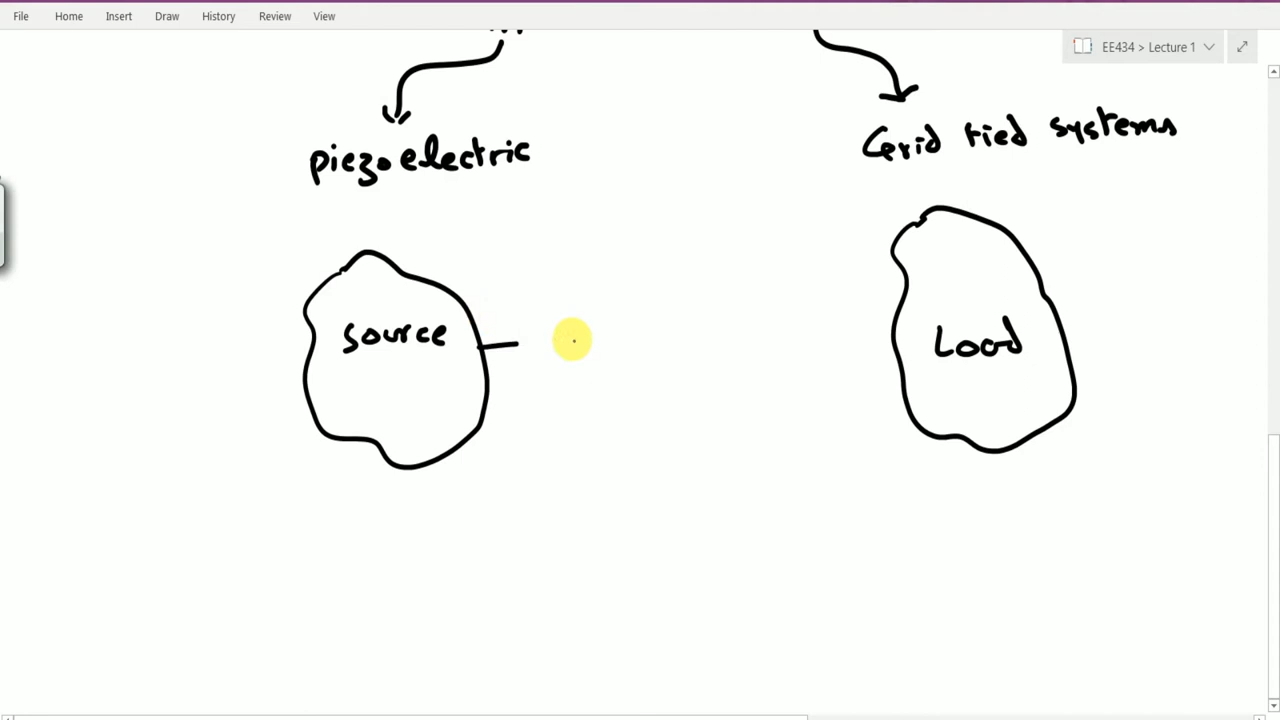 File Home Insert Draw History Review View
EE434 > Lecture 1
piezoelectric
Grid tied systems
source
Load